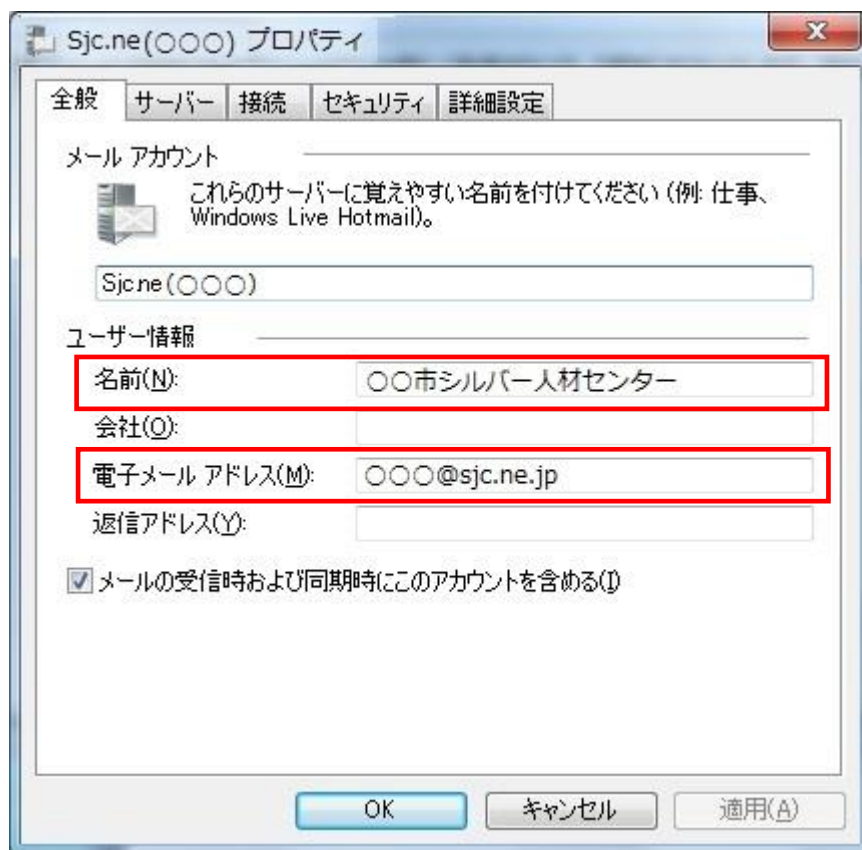 Sjc.ne(○○○) プロパティ
全般 サーバー 接続 セキュリティ 詳細設定
メール アカウント
これらのサーバーに覚えやすい名前を付けてください (例: 仕事、
Windows Live Hotmail)。
Sjc.ne(○○○)
ユーザー情報
名前(N): ○○市シルバー人材センター
会社(O):
電子メール アドレス(M): ○○○@sjc.ne.jp
返信アドレス(Y):
メールの受信時および同期時にこのアカウントを含める(I)
OK キャンセル 適用(A)